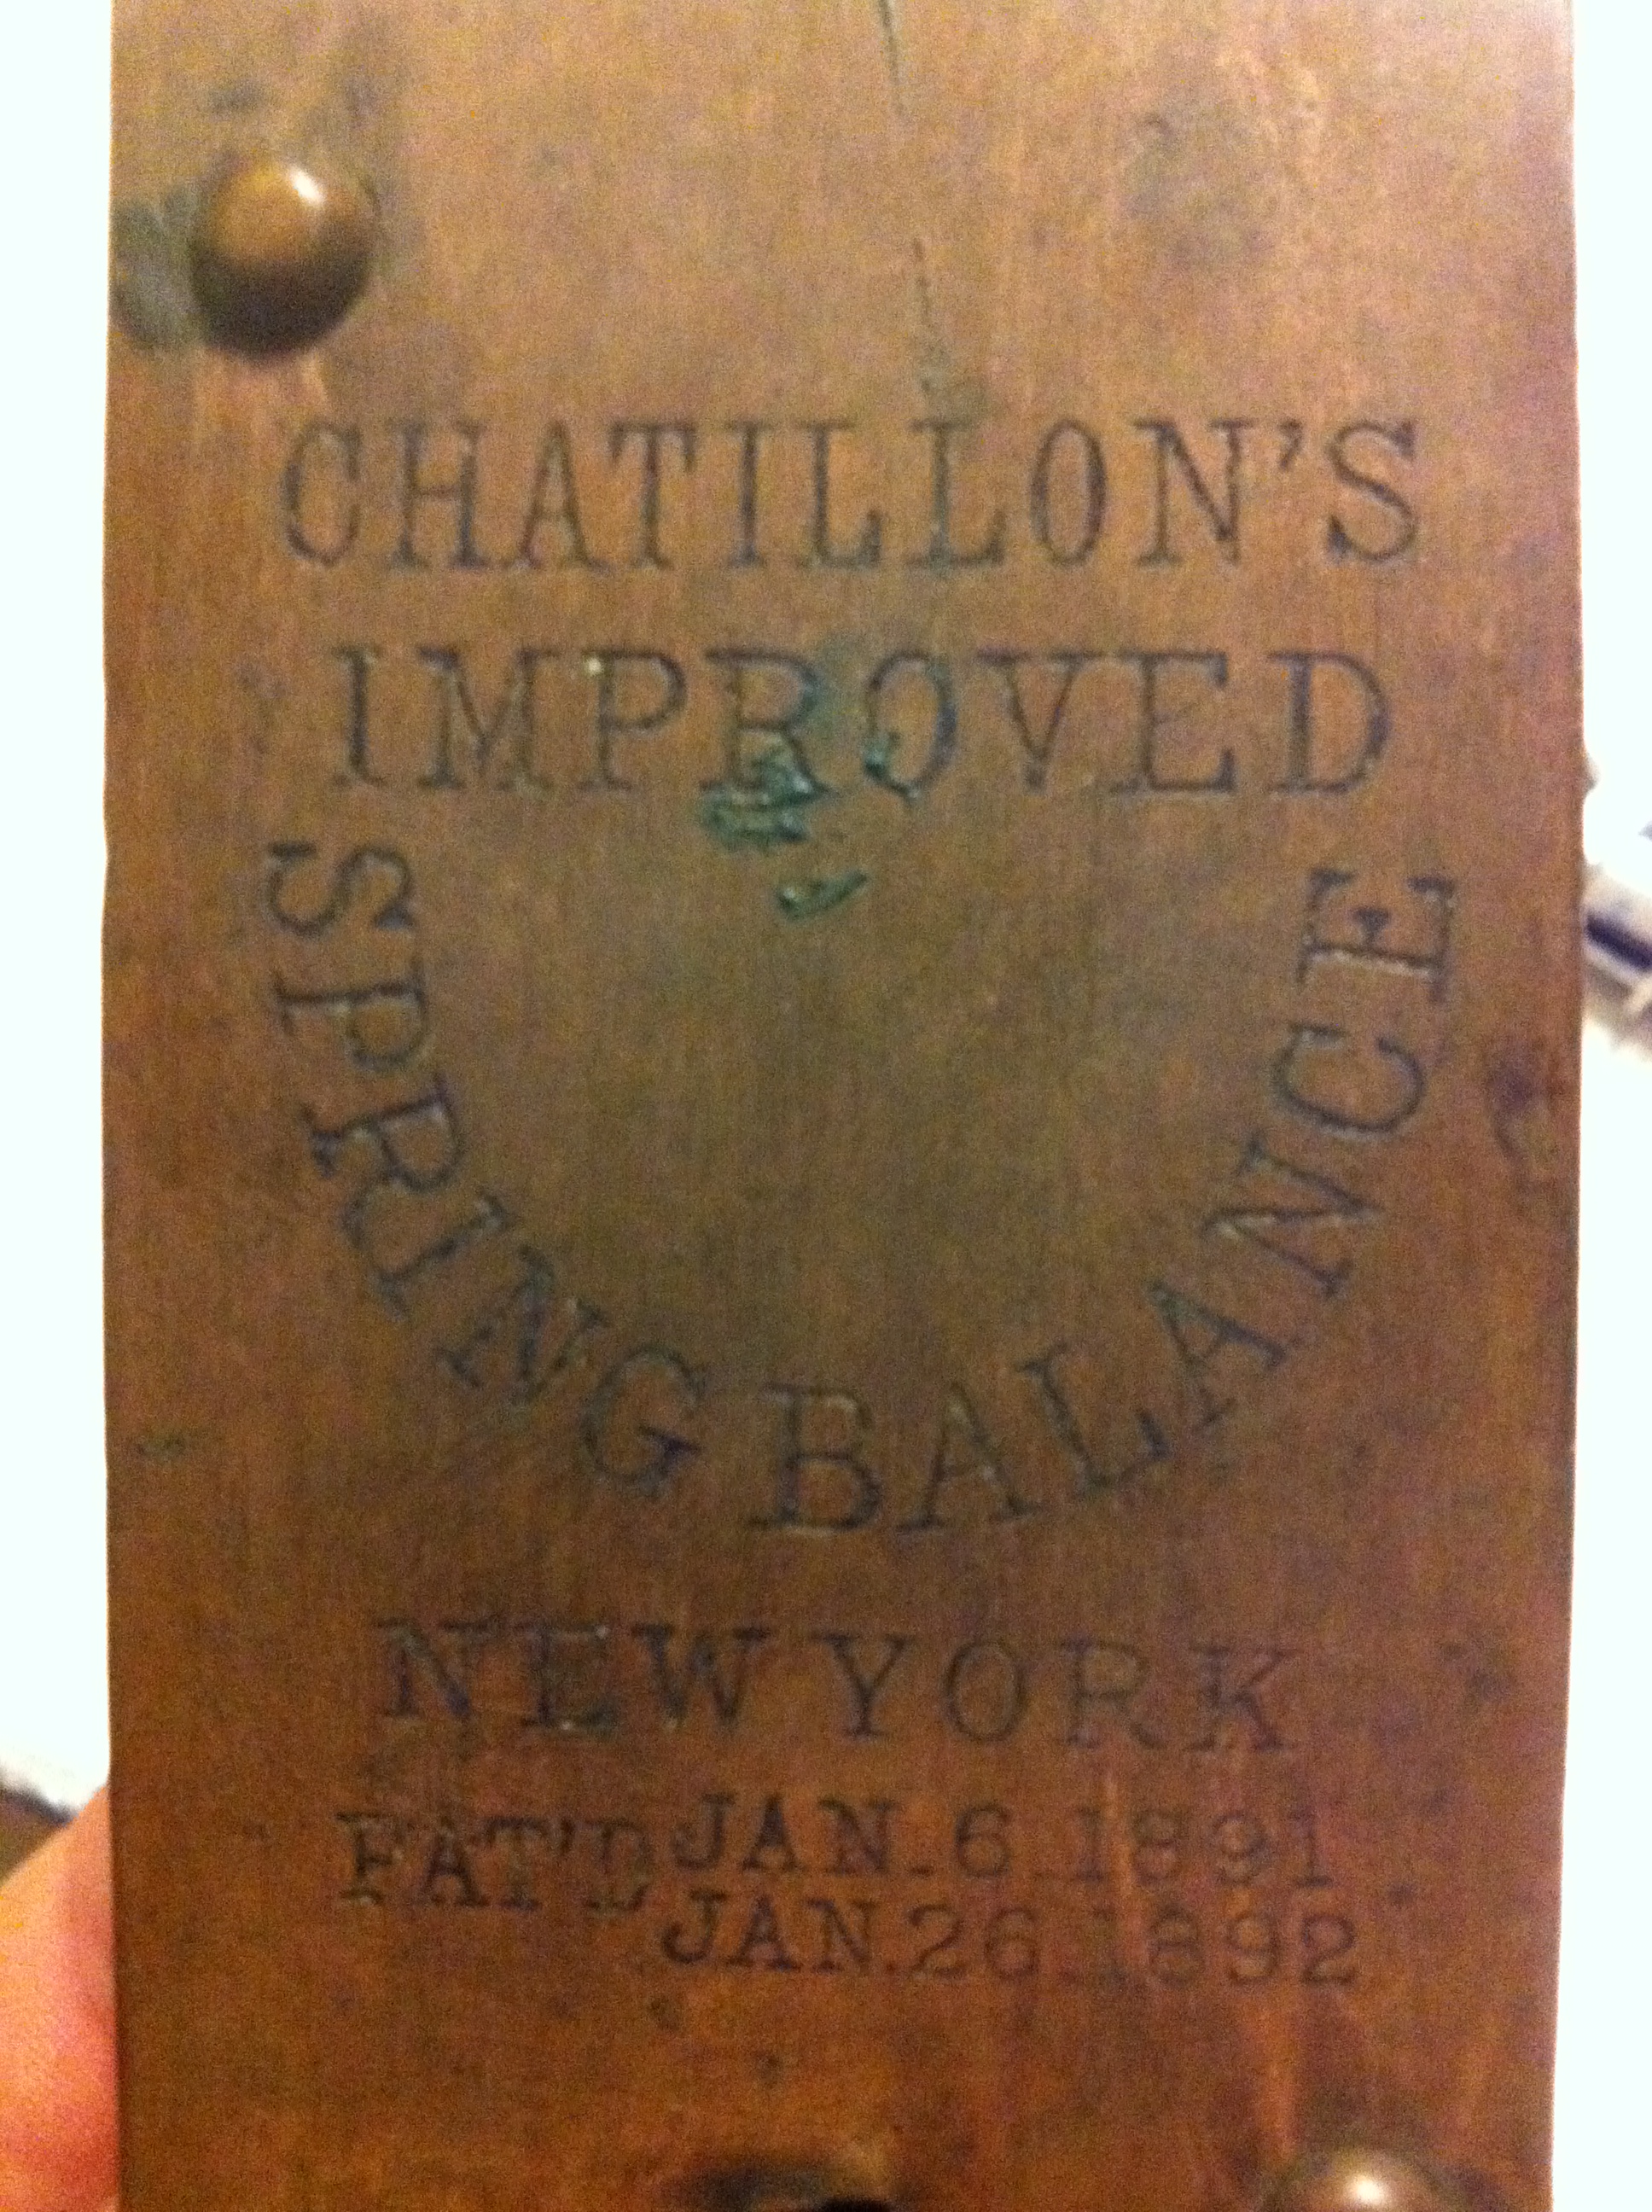 CHATILLON'S
IMPROVED
SPRING BALANCE
NEW YORK
PAT'D JAN. 6. 1891
JAN. 26. 1892